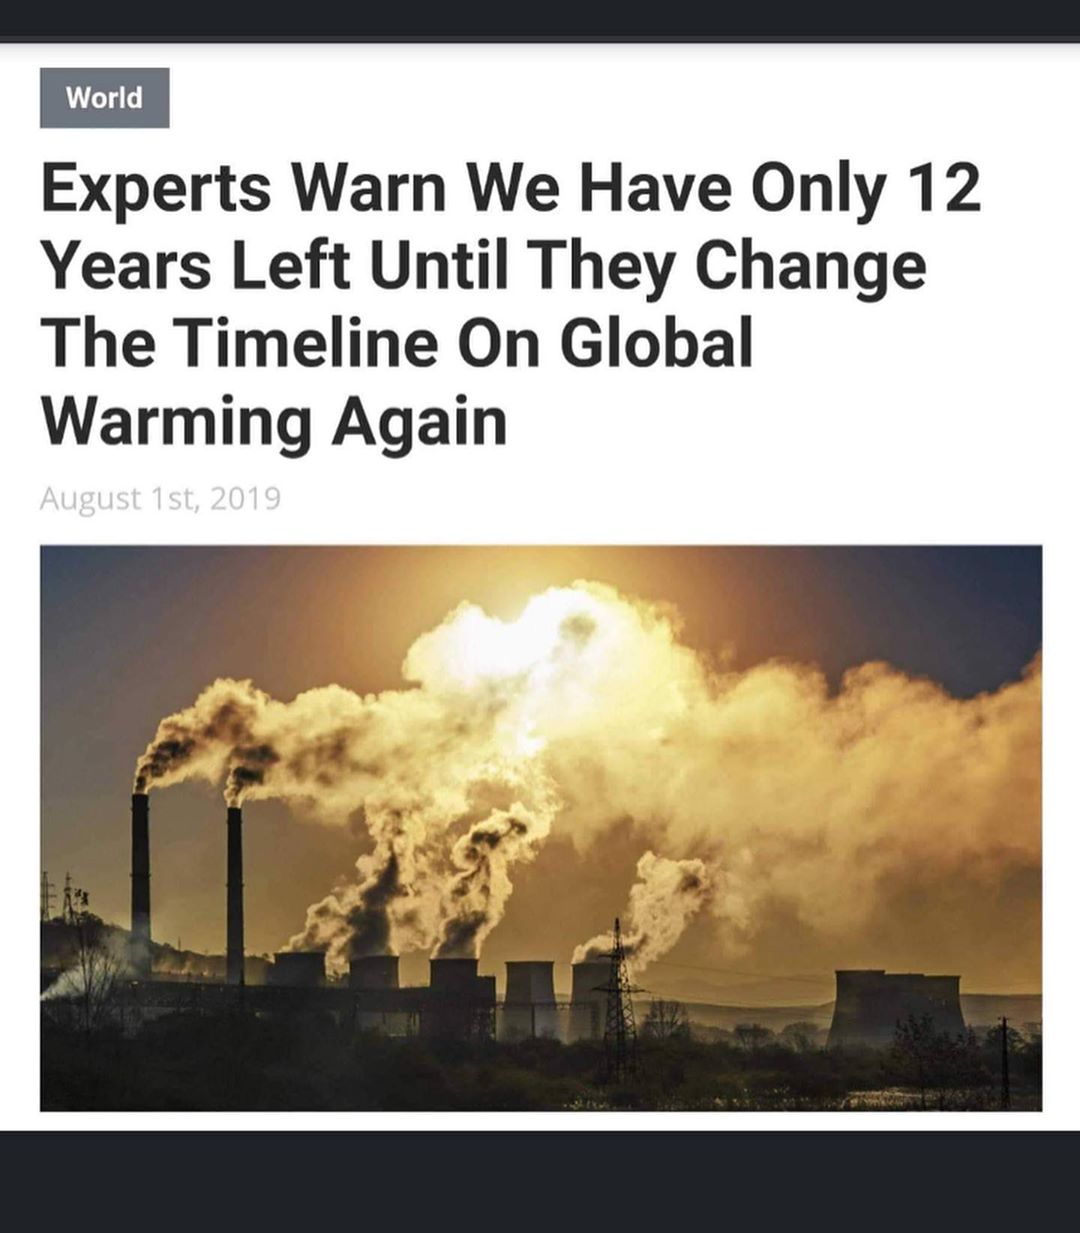 World
Experts Warn We Have Only 12
Years Left Until They Change
The Timeline On Global
Warming Again
August 1st, 2019